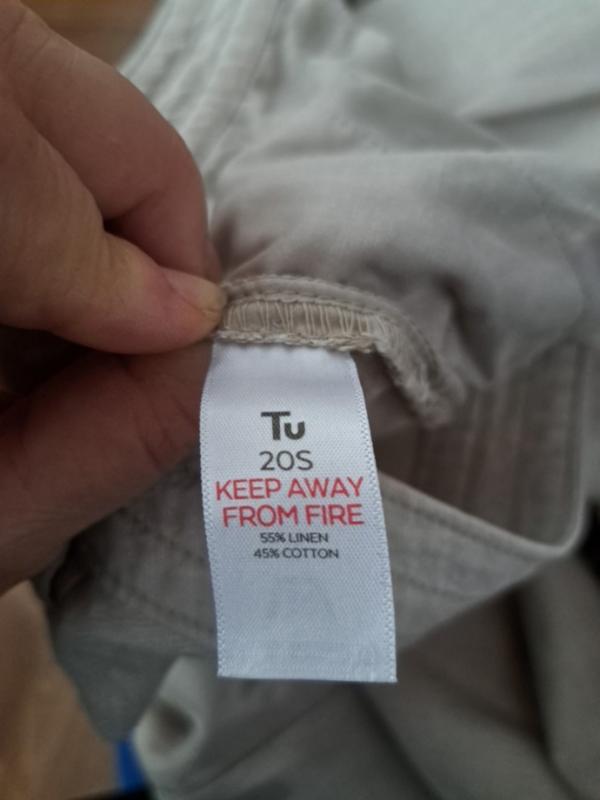 Tu
20S
KEEP AWAY
FROM FIRE
55% LINEN
45% COTTON